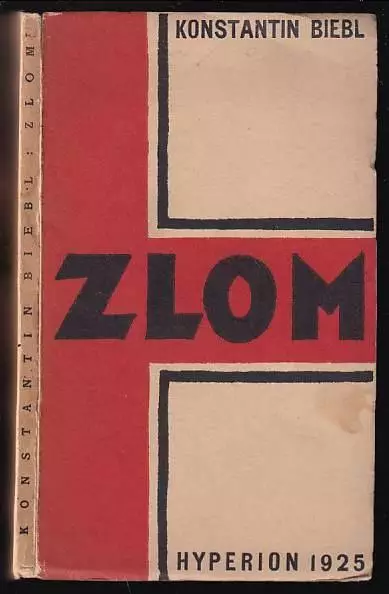 KONSTANTIN BIEBL
ZLOM
HYPERION 1925
KONSTANTIN BIEBL: ZLOM